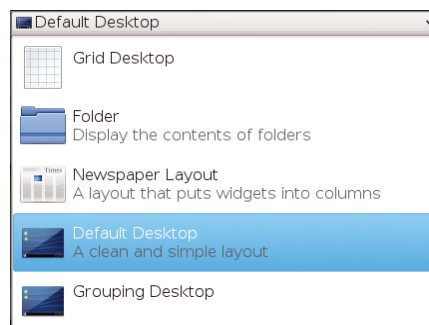 Default Desktop
Grid Desktop
Folder
Display the contents of folders
Times
Newspaper Layout
A layout that puts widgets into columns
Default Desktop
A clean and simple layout
Grouping Desktop